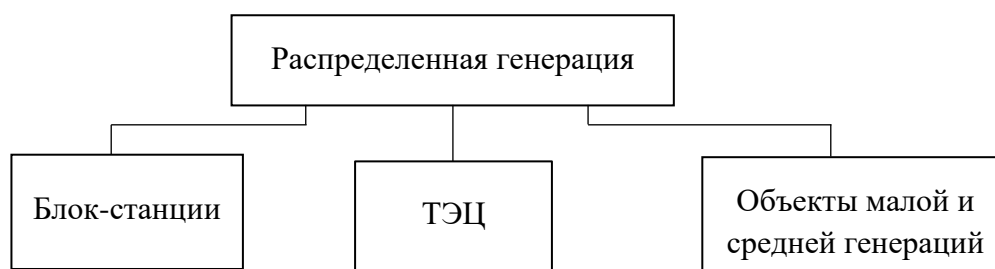 Распределенная генерация
Блок-станции
ТЭЦ
Объекты малой и
средней генераций